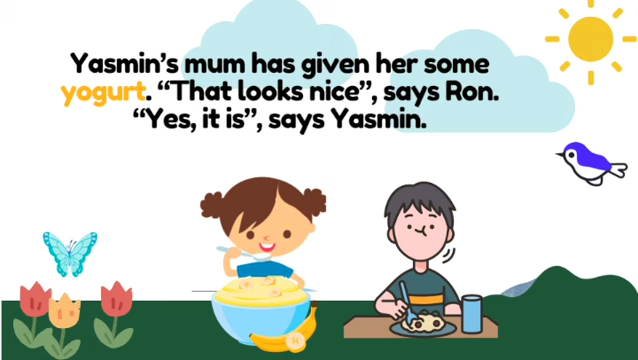 Yasmin's mum has given her some
yogurt. “That looks nice”, says Ron.
“Yes, it is”, says Yasmin.